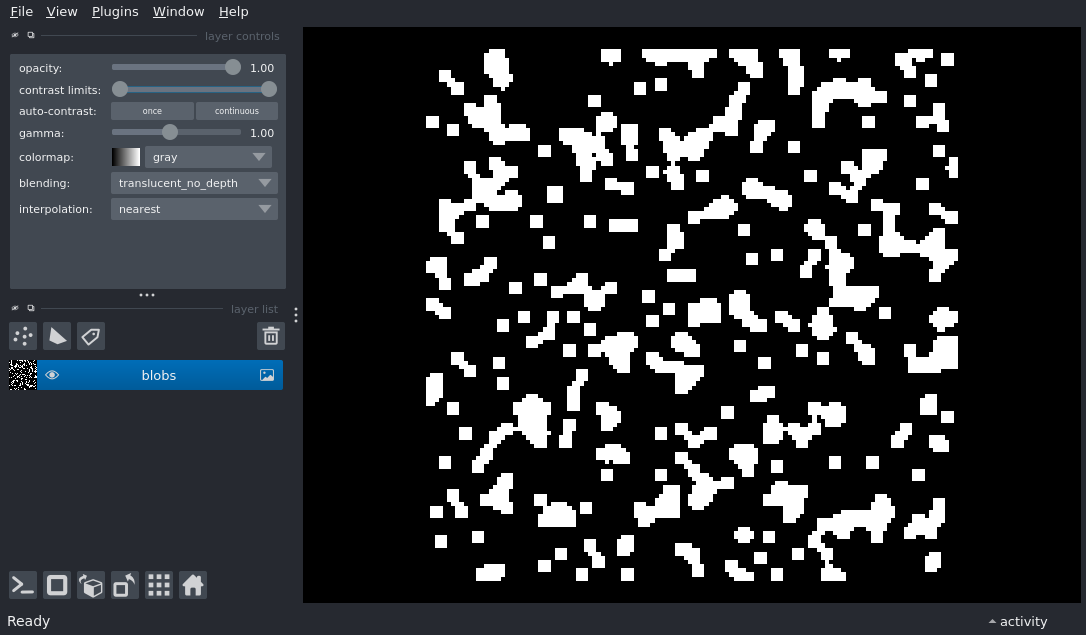 File View Plugins Window Help
layer controls
opacity: 1.00
contrast limits:
auto-contrast: once continuous
gamma: 1.00
colormap: gray
blending: translucent_no_depth
interpolation: nearest
layer list
blobs
Ready
activity